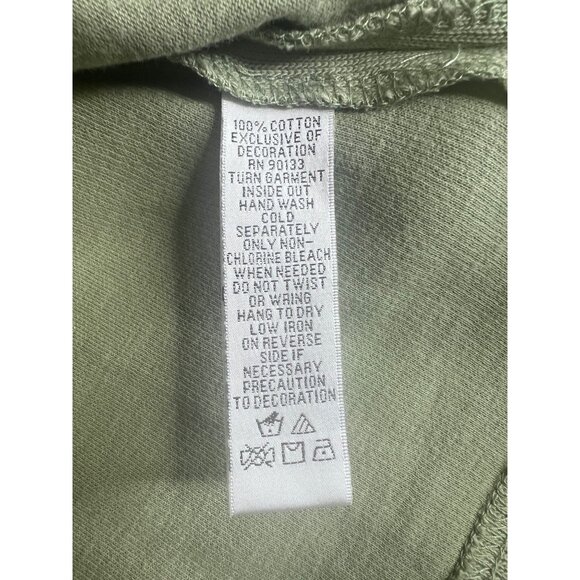 100% COTTON
EXCLUSIVE OF
DECORATION
RN 90133
TURN GARMENT
INSIDE OUT
HAND WASH
COLD
SEPARATELY
ONLY NON-
CHLORINE BLEACH
WHEN NEEDED
DO NOT TWIST
OR WRING
HANG TO DRY
LOW IRON
ON REVERSE
SIDE IF
NECESSARY
PRECAUTION
TO DECORATION